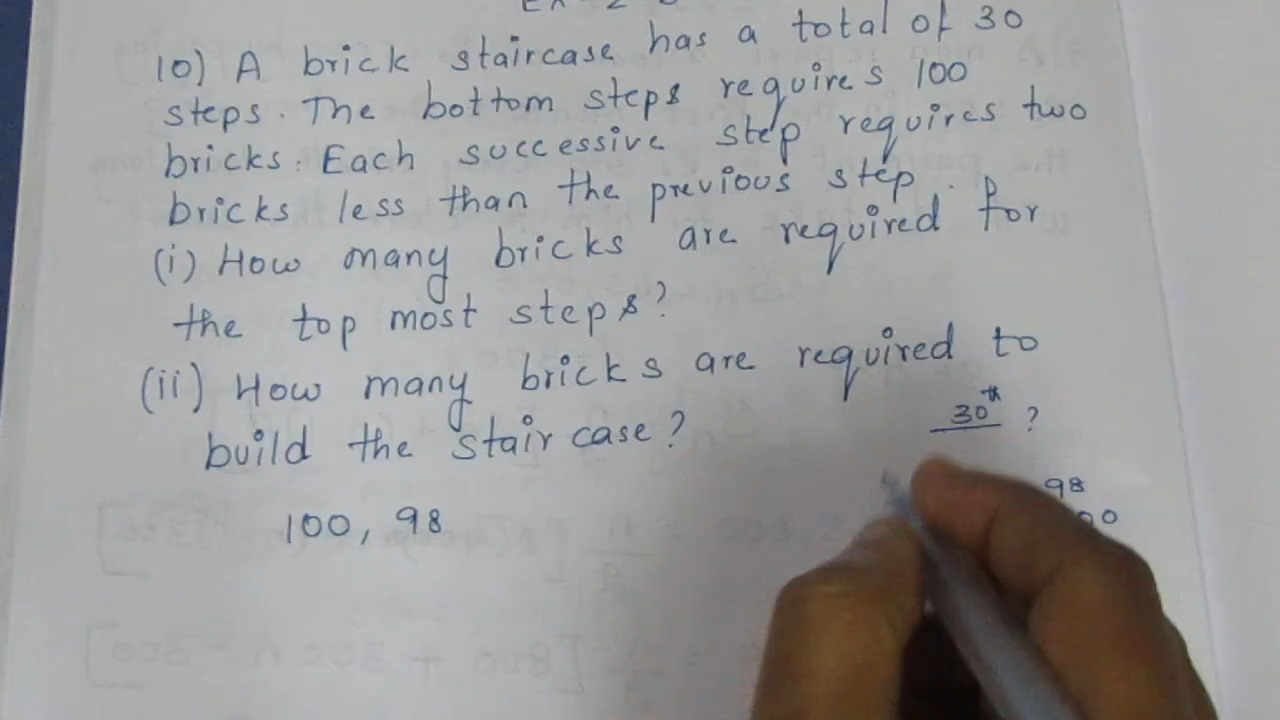 10) A brick staircase has a total of 30
steps. The bottom steps requires 100
bricks. Each successive step requires two
bricks less than the previous step.
(i) How many bricks are required for
the top most steps?
(ii) How many bricks are required to
build the stair case?
30th ?
98
100, 98